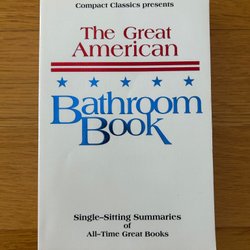 Compact Classics presents
The Great
American
Bathroom
Book
Single-Sitting Summaries
of
All-Time Great Books